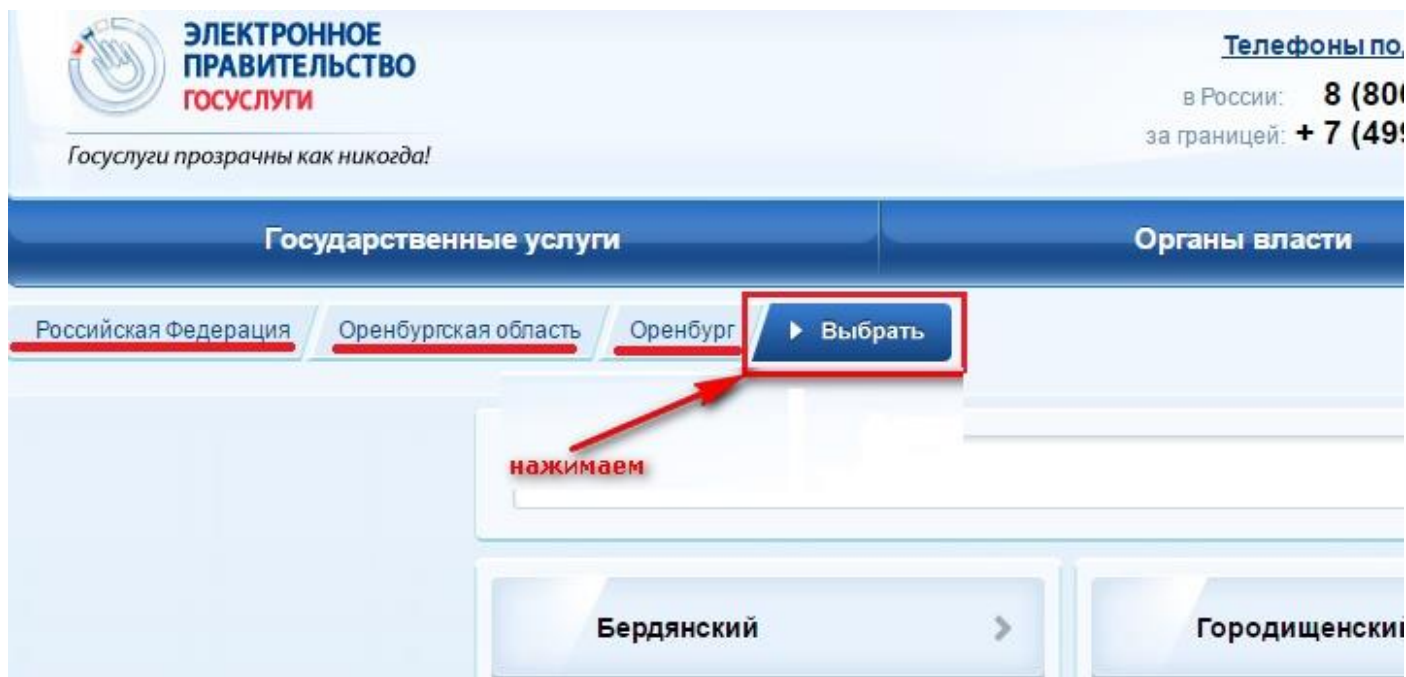 ЭЛЕКТРОННОЕ
ПРАВИТЕЛЬСТВО
ГОСУСЛУГИ
Госуслуги прозрачны как никогда!
Телефоны по
в России: 8 (80
за границей: + 7 (499
Государственные услуги
Органы власти
Российская Федерация Оренбургская область Оренбург Выбрать
нажимаем
Бердянский
Городищенский